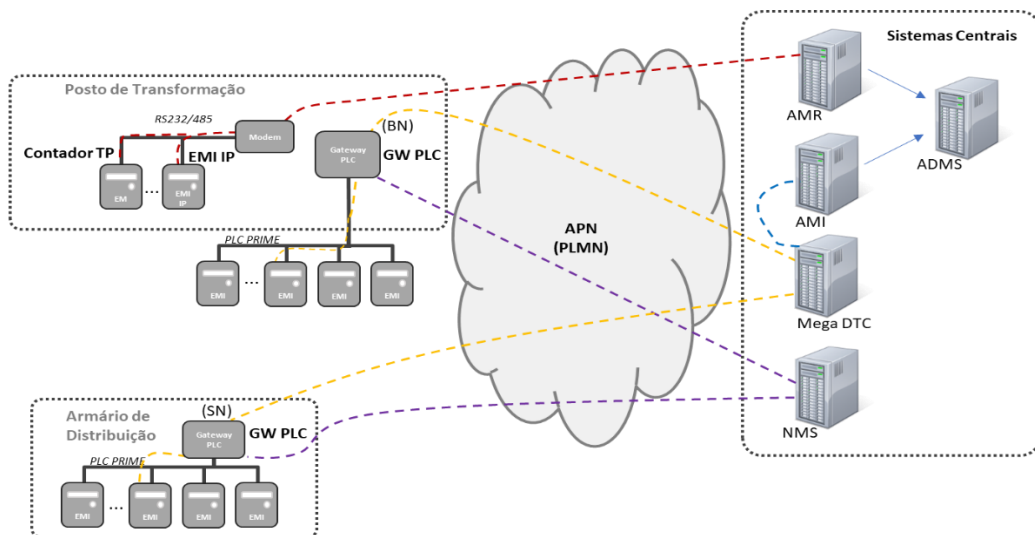 Sistemas Centrais
Posto de Transformação
RS232/485
Modem
(BN)
Contador TP
EMI IP
Gateway
PLC
GW PLC
EM
...
EMI
IP
PLC PRIME
EMI
...
EMI
EMI
EMI
APN
(PLMN)
AMR
ADMS
AMI
Mega DTC
NMS
Armário de
Distribuição
(SN)
Gateway
PLC
GW PLC
PLC PRIME
EMI
...
EMI
EMI
EMI